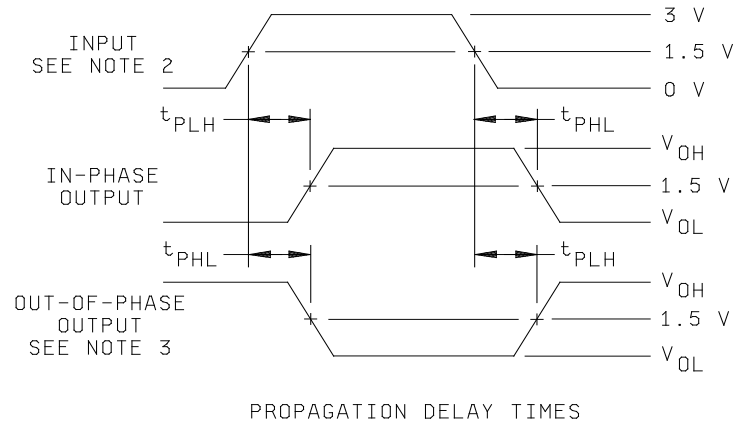 3 V
INPUT
SEE NOTE 2
1.5 V
0 V
tPLH
tPHL
VOH
IN-PHASE
OUTPUT
1.5 V
VOL
tPHL
tPLH
VOH
OUT-OF-PHASE
OUTPUT
SEE NOTE 3
1.5 V
VOL
PROPAGATION DELAY TIMES